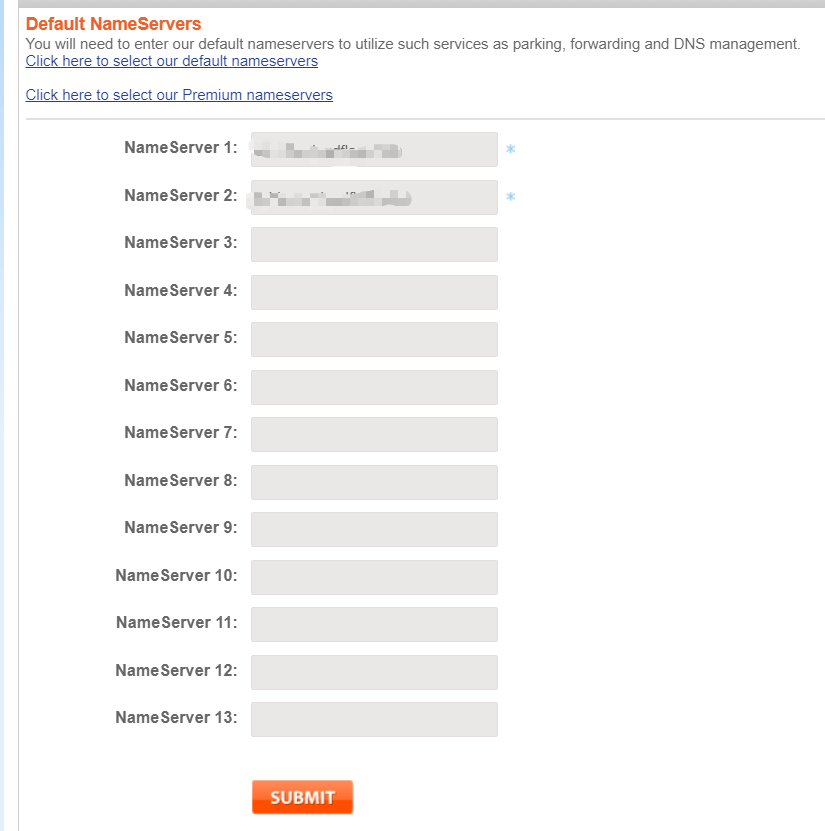 Default NameServers
You will need to enter our default nameservers to utilize such services as parking, forwarding and DNS management.
Click here to select our default nameservers
Click here to select our Premium nameservers
NameServer 1: *
NameServer 2: *
NameServer 3:
NameServer 4:
NameServer 5:
NameServer 6:
NameServer 7:
NameServer 8:
NameServer 9:
NameServer 10:
NameServer 11:
NameServer 12:
NameServer 13:
SUBMIT